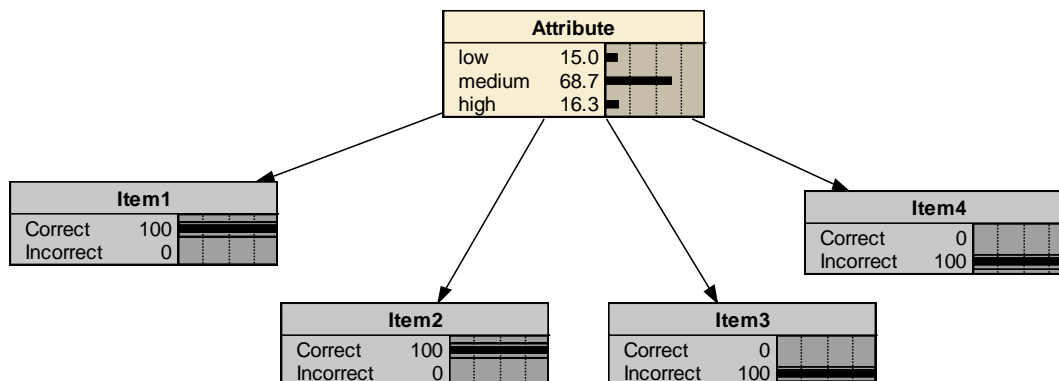 Attribute
low 15.0
medium 68.7
high 16.3
Item1
Correct 100
Incorrect 0
Item4
Correct 0
Incorrect 100
Item2
Correct 100
Incorrect 0
Item3
Correct 0
Incorrect 100